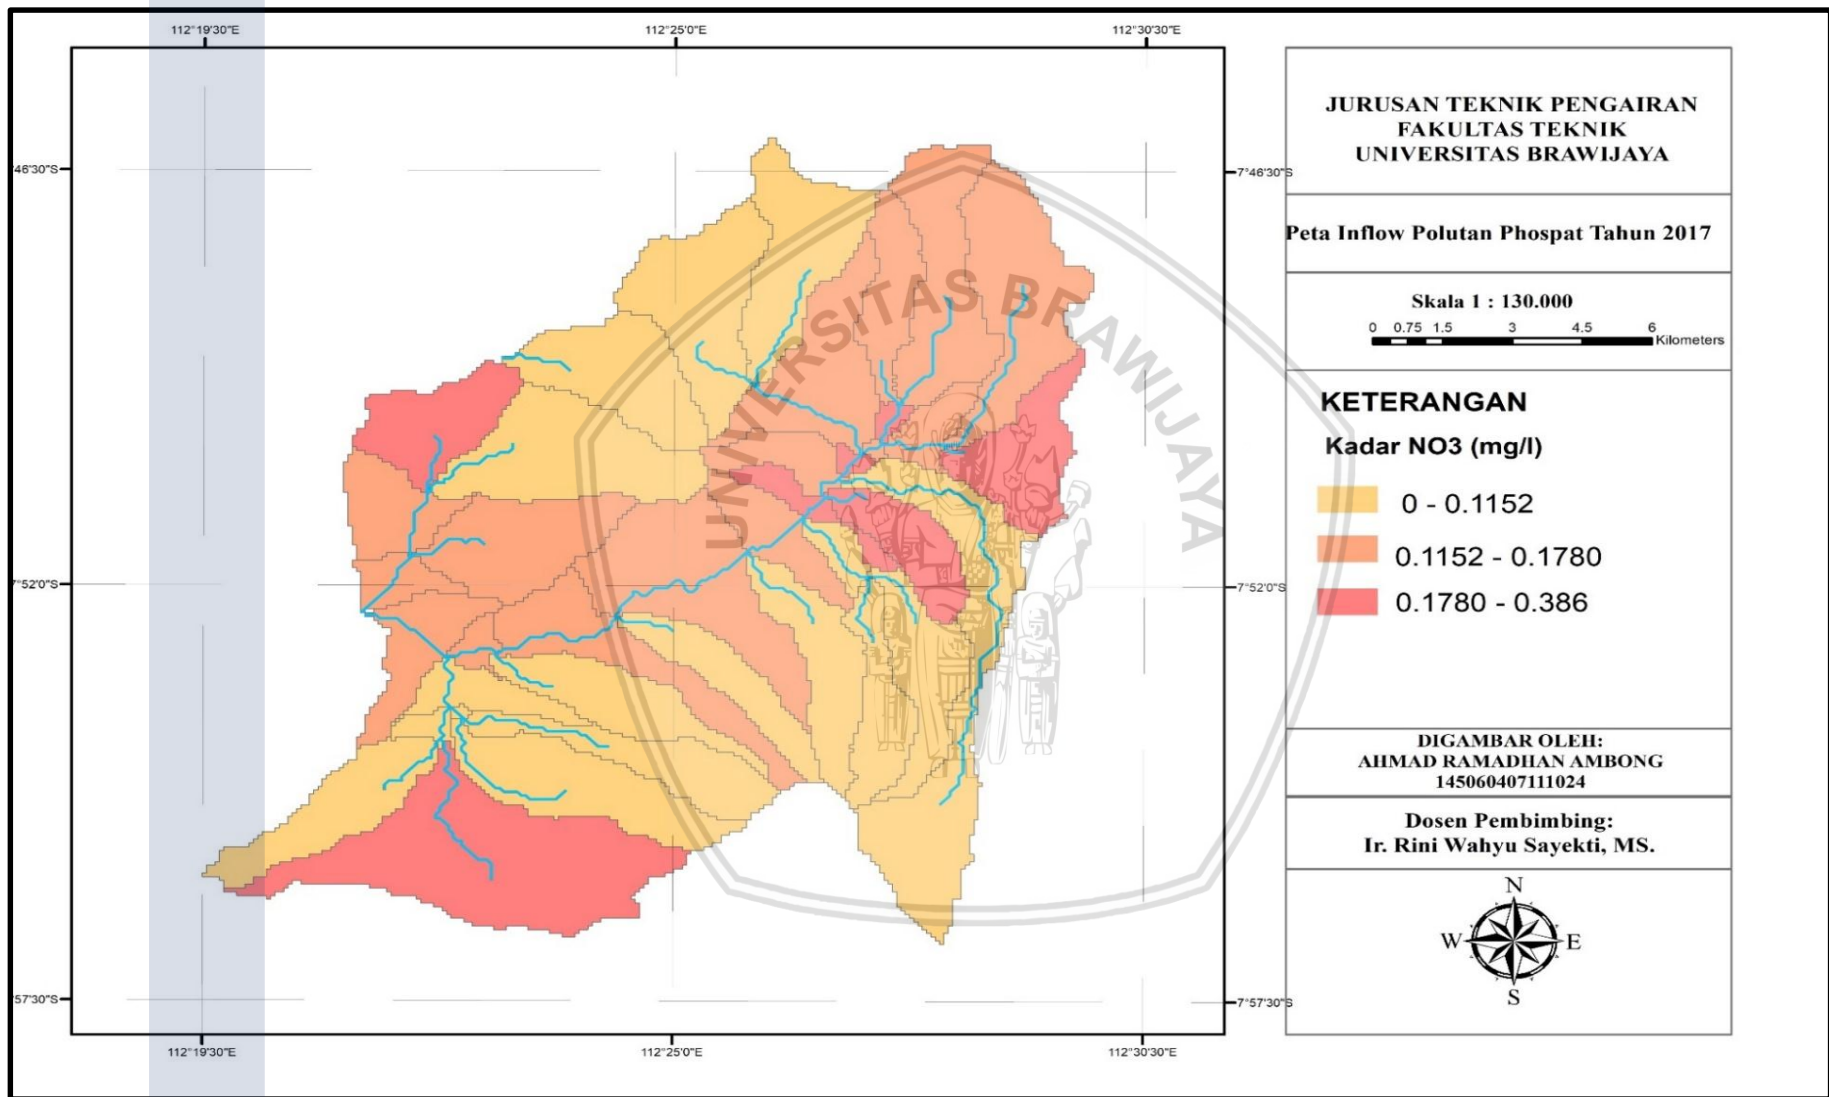 112°19'30"E 112°25'0"E 112°30'30"E
'46'30"S 7°46'30"S
'°52'0"S 7°52'0"S
'57'30"S 7°57'30"S
112°19'30"E 112°25'0"E 112°30'30"E
UNIVERSITAS BRAWIJAYA
JURUSAN TEKNIK PENGAIRAN
FAKULTAS TEKNIK
UNIVERSITAS BRAWIJAYA
Peta Inflow Polutan Phospat Tahun 2017
Skala 1 : 130.000
0 0.75 1.5 3 4.5 6
Kilometers
KETERANGAN
Kadar NO3 (mg/l)
0 - 0.1152
0.1152 - 0.1780
0.1780 - 0.386
DIGAMBAR OLEH:
AHMAD RAMADHAN AMBONG
145060407111024
Dosen Pembimbing:
Ir. Rini Wahyu Sayekti, MS.
N
W E
S